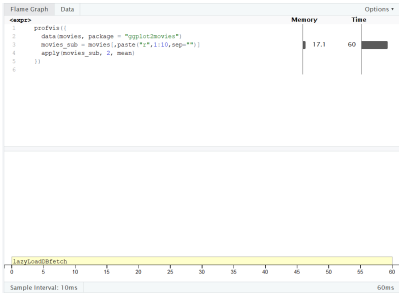 Flame Graph Data Options ▾
<expr> Memory Time
1 profvis({
2 data(movies, package = "ggplot2movies")
3 movies_sub = movies[,paste("r",1:10,sep="")] 17.1 60
4 apply(movies_sub, 2, mean)
5 })
6
lazyLoadDBfetch
0 5 10 15 20 25 30 35 40 45 50 55 60
Sample Interval: 10ms 60ms